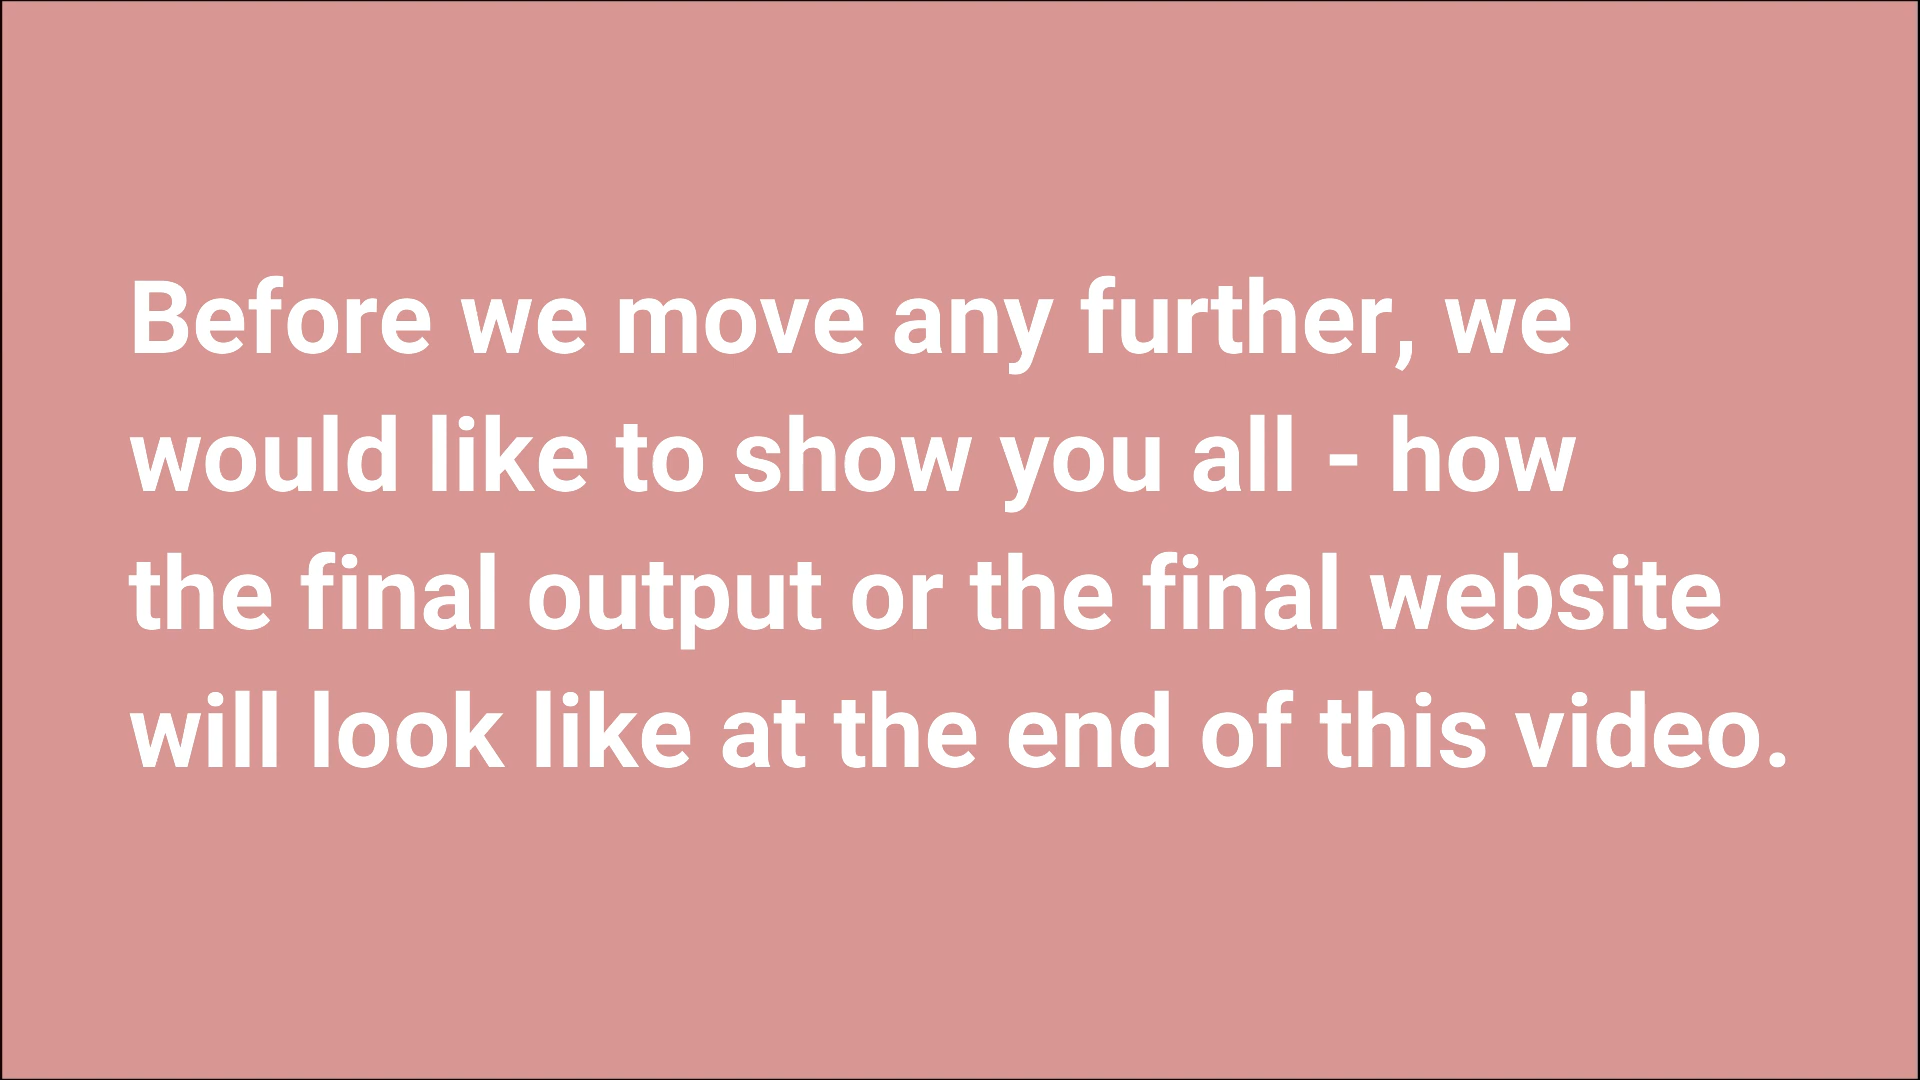 Before we move any further, we
would like to show you all - how
the final output or the final website
will look like at the end of this video.